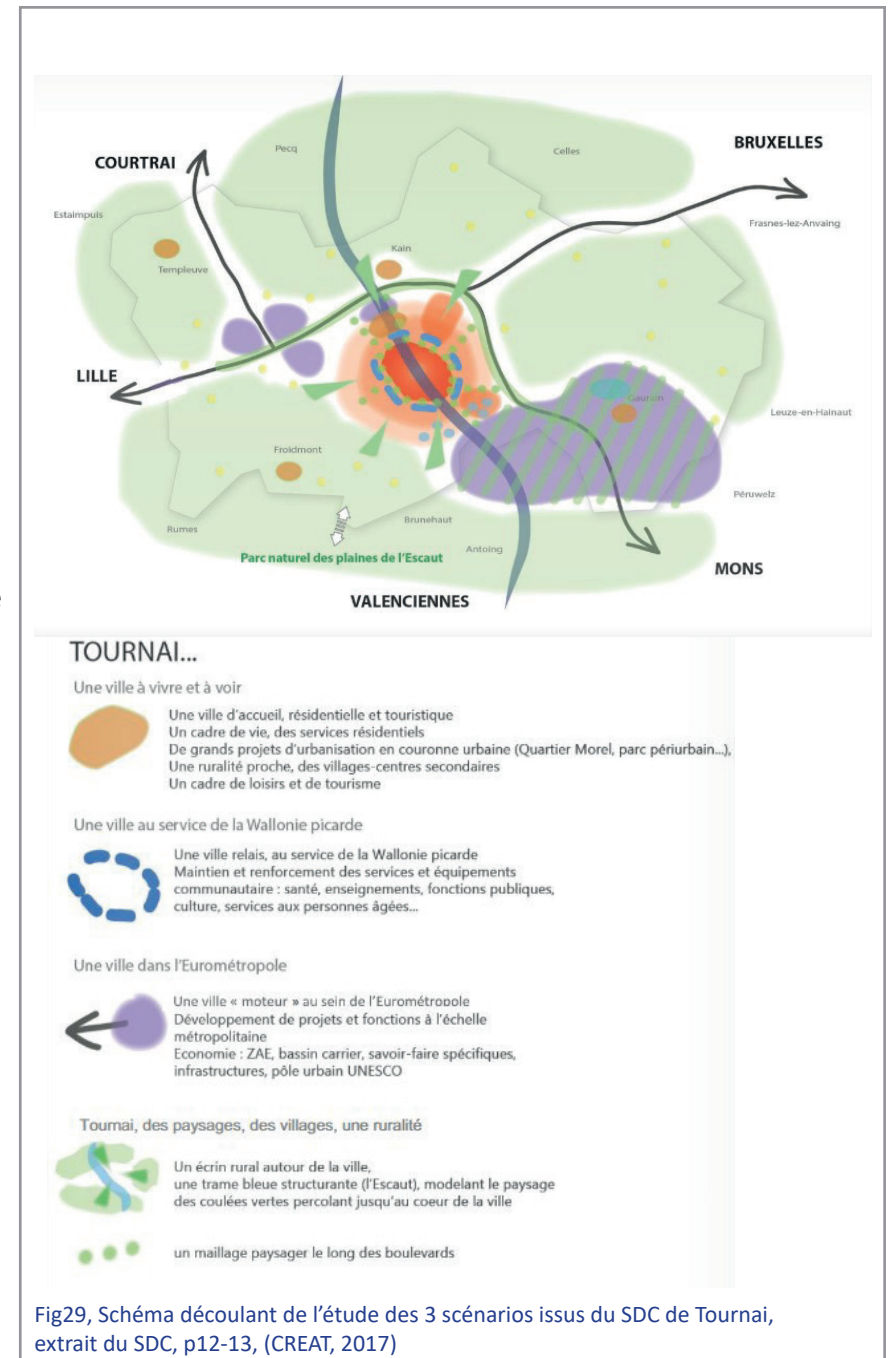 COURTRAI
Pecq
Celles
BRUXELLES
Estaimpuis
Templeuve
Kain
Frasnes-lez-Anvaing
LILLE
Gaurain
Leuze-en-Hainaut
Froidmont
Péruwelz
Rumes
Brunehaut
Antoing
Parc naturel des plaines de l'Escaut
MONS
VALENCIENNES
TOURNAI...
Une ville à vivre et à voir
Une ville d'accueil, résidentielle et touristique
Un cadre de vie, des services résidentiels
De grands projets d'urbanisation en couronne urbaine (Quartier Morel, parc périurbain...),
Une ruralité proche, des villages-centres secondaires
Un cadre de loisirs et de tourisme
Une ville au service de la Wallonie picarde
Une ville relais, au service de la Wallonie picarde
Maintien et renforcement des services et équipements
communautaire : santé, enseignements, fonctions publiques,
culture, services aux personnes âgées...
Une ville dans l'Eurométropole
Une ville « moteur » au sein de l'Eurométropole
Développement de projets et fonctions à l'échelle
métropolitaine
Economie : ZAE, bassin carrier, savoir-faire spécifiques,
infrastructures, pôle urbain UNESCO
Tournai, des paysages, des villages, une ruralité
Un écrin rural autour de la ville,
une trame bleue structurante (l'Escaut), modelant le paysage
des coulées vertes percolant jusqu'au coeur de la ville
un maillage paysager le long des boulevards
Fig29, Schéma découlant de l'étude des 3 scénarios issus du SDC de Tournai,
extrait du SDC, p12-13, (CREAT, 2017)